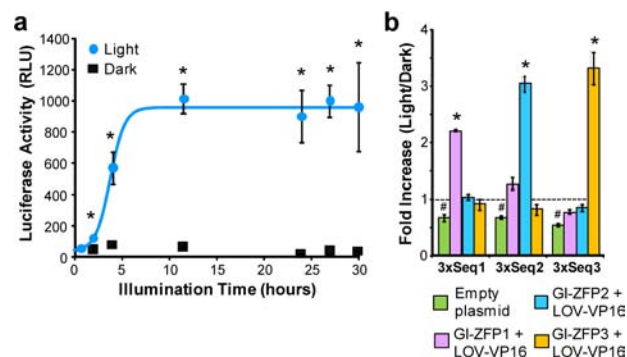 a
Luciferase Activity (RLU)
1400
1200
1000
800
600
400
200
0
Light
Dark
*
*
*
*
*
*
0
5
10
15
20
25
30
Illumination Time (hours)
b
Fold Increase (Light/Dark)
4
3
2
1
0
#
*
#
*
#
*
3xSeq1
3xSeq2
3xSeq3
Empty
plasmid
GI-ZFP2 +
LOV-VP16
GI-ZFP1 +
LOV-VP16
GI-ZFP3 +
LOV-VP16